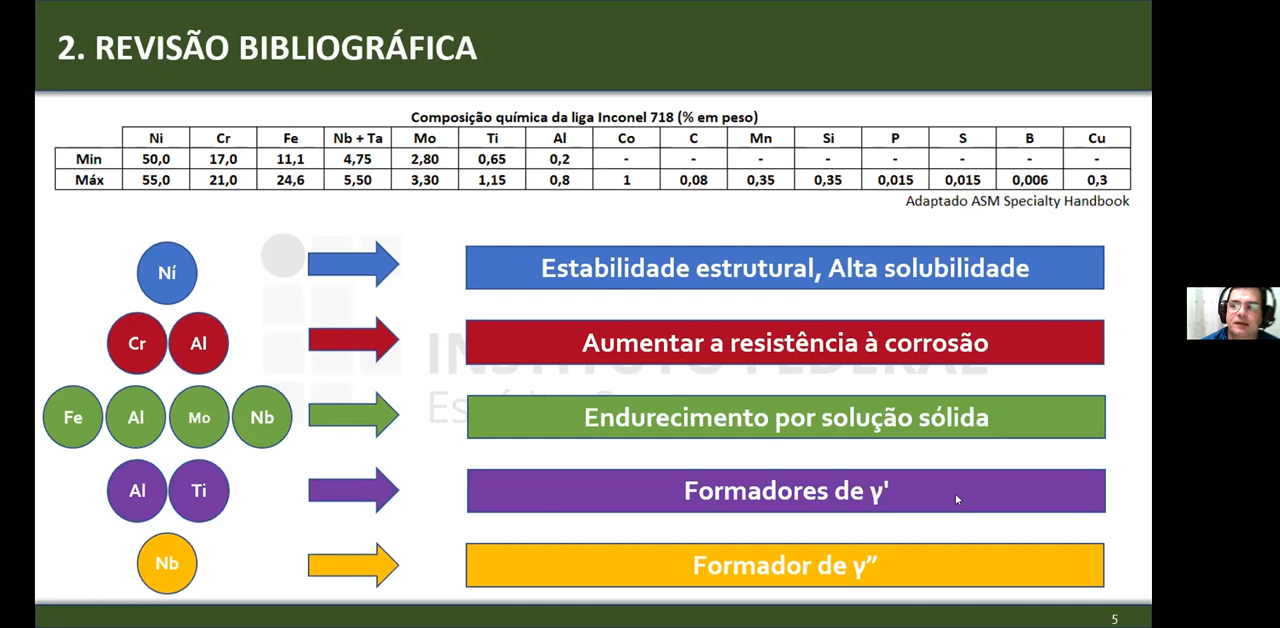 2. REVISÃO BIBLIOGRÁFICA
Composição química da liga Inconel 718 (% em peso)
Ni Cr Fe Nb + Ta Mo Ti Al Co C Mn Si P S B Cu
Min 50,0 17,0 11,1 4,75 2,80 0,65 0,2 - - - - - - - -
Máx 55,0 21,0 24,6 5,50 3,30 1,15 0,8 1 0,08 0,35 0,35 0,015 0,015 0,006 0,3
Adaptado ASM Specialty Handbook
Ní Estabilidade estrutural, Alta solubilidade
Cr Al Aumentar a resistência à corrosão
Fe Al Mo Nb Endurecimento por solução sólida
Al Ti Formadores de γ'
Nb Formador de γ”
5